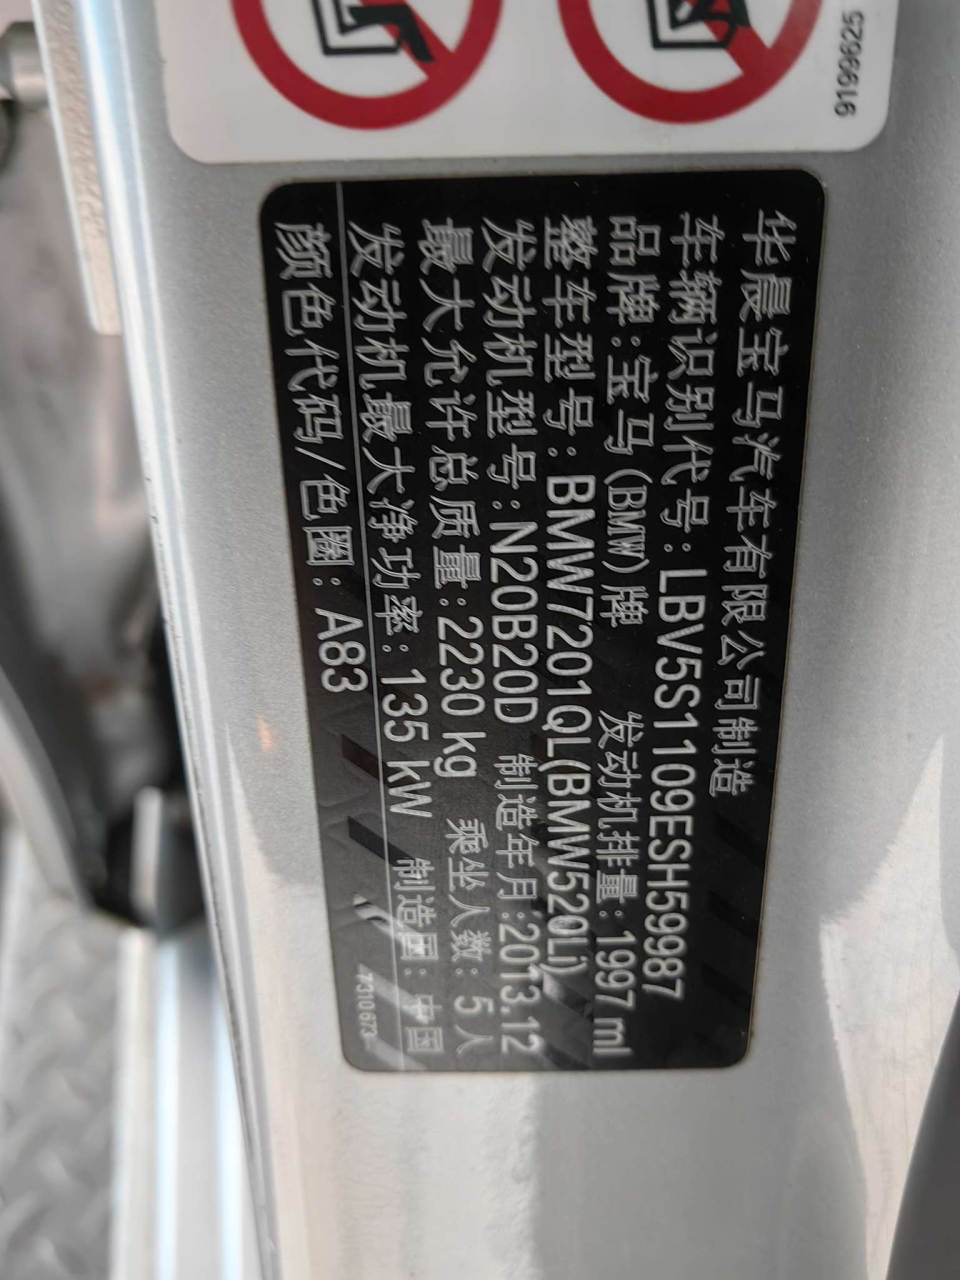 9199625
华晨宝马汽车有限公司制造
车辆识别代号:LBV5S1109ESH59987
品牌:宝马(BMW)牌 发动机排量:1997 ml
整车型号:BMW7201QL(BMW520Li)
发动机型号:N20B20D 制造年月:2013.12
最大允许总质量:2230 kg 乘坐人数:5人
发动机最大净功率:135 kW 制造国:中国
颜色代码/色圈:A83
7310673